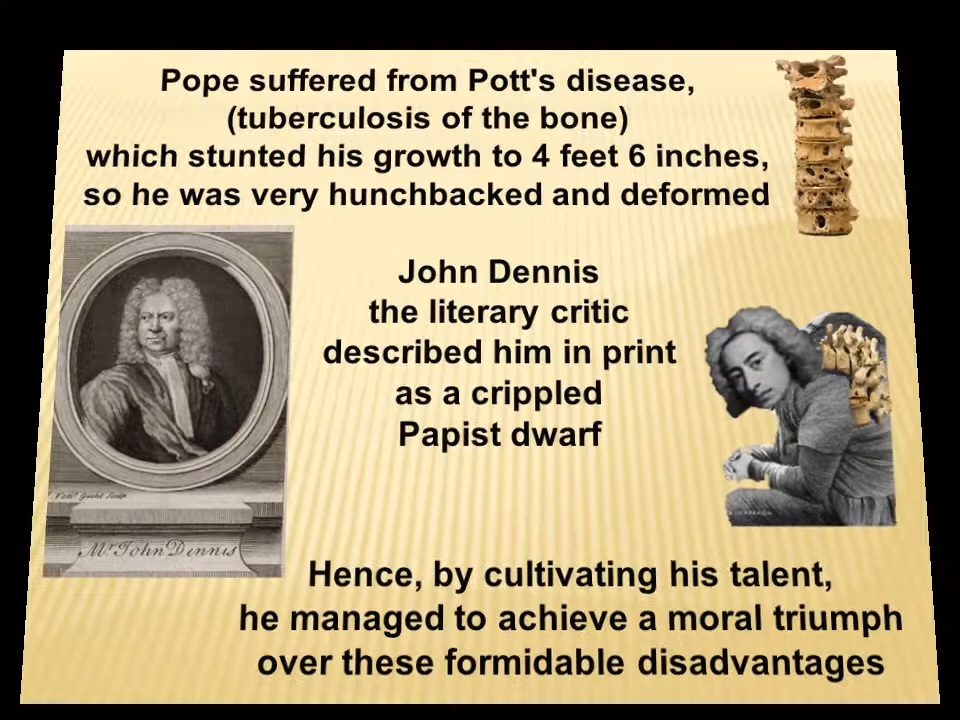 Pope suffered from Pott's disease,
(tuberculosis of the bone)
which stunted his growth to 4 feet 6 inches,
so he was very hunchbacked and deformed
John Dennis
the literary critic
described him in print
as a crippled
Papist dwarf
Mr. John Dennis
Hence, by cultivating his talent,
he managed to achieve a moral triumph
over these formidable disadvantages